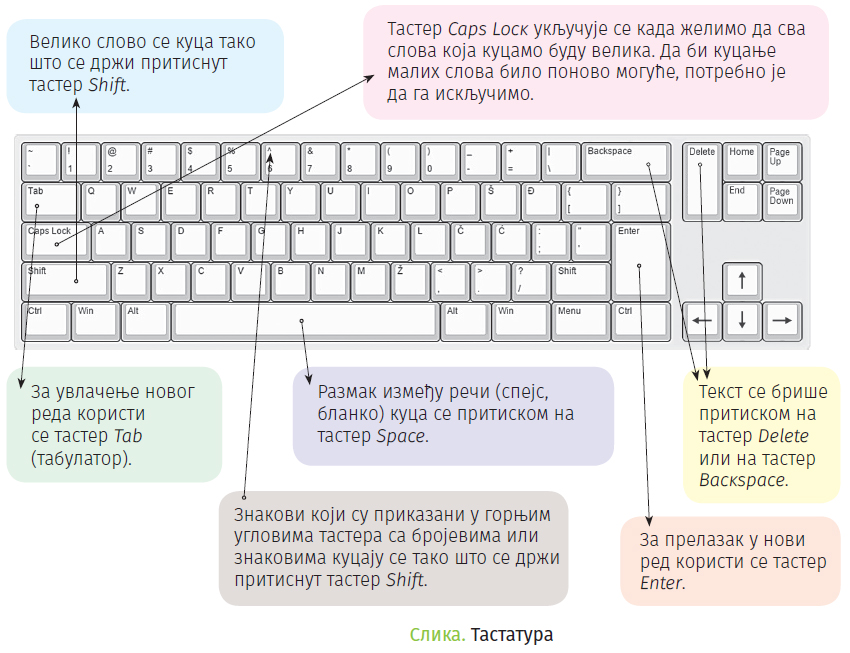 Велико слово се куца тако
што се држи притиснут
тастер Shift.
Тастер Caps Lock укључује се када желимо да сва
слова која куцамо буду велика. Да би куцање
малих слова било поново могуће, потребно је
да га искључимо.
~ ! @ # $ % ^ & * ( ) _ + | Backspace Delete Home Page Up
` 1 2 3 4 5 6 7 8 9 0 - = \
Tab Q W E R T Y U I O P Š Đ { } End Page Down
[ ]
Caps Lock A S D F G H J K L Č Ć : " Enter
; '
Shift Z X C V B N M Ž < > ? Shift ↑
, . /
Ctrl Win Alt Alt Win Menu Ctrl ← ↓ →
За увлачење новог
реда користи
се тастер Tab
(табулатор).
Размак између речи (спејс,
бланко) куца се притиском на
тастер Space.
Текст се брише
притиском на
тастер Delete
или на тастер
Backspace.
Знакови који су приказани у горњим
угловима тастера са бројевима или
знаковима куцају се тако што се држи
притиснут тастер Shift.
За прелазак у нови
ред користи се тастер
Enter.
Слика. Тастатура